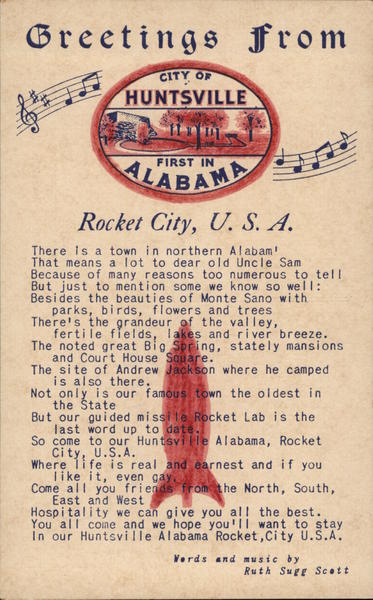 Greetings From
CITY OF
HUNTSVILLE
FIRST IN
ALABAMA
Rocket City, U. S. A.
There is a town in northern Alabam'
That means a lot to dear old Uncle Sam
Because of many reasons too numerous to tell
But just to mention some we know so well:
Besides the beauties of Monte Sano with
parks, birds, flowers and trees
There's the grandeur of the valley,
fertile fields, lakes and river breeze.
The noted great Big Spring, stately mansions
and Court House Square.
The site of Andrew Jackson where he camped
is also there.
Not only is our famous town the oldest in
the State
But our guided missile Rocket Lab is the
last word up to date.
So come to our Huntsville Alabama, Rocket
City, U.S.A.
Where life is real and earnest and if you
like it, even gay.
Come all you friends from the North, South,
East and West
Hospitality we can give you all the best.
You all come and we hope you'll want to stay
In our Huntsville Alabama Rocket,City U.S.A.
Words and music by
Ruth Sugg Scott